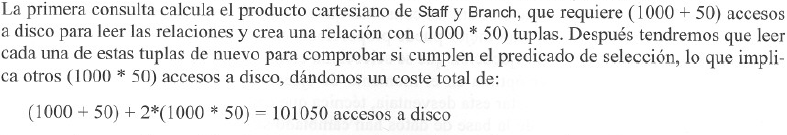 La primera consulta calcula el producto cartesiano de Staff y Branch, que requiere (1000 + 50) accesos
a disco para leer las relaciones y crea una relación con (1000 * 50) tuplas. Después tendremos que leer
cada una de estas tuplas de nuevo para comprobar si cumplen el predicado de selección, lo que impli-
ca otros (1000 * 50) accesos a disco, dándonos un coste total de:
(1000 + 50) + 2*(1000 * 50) = 101050 accesos a disco